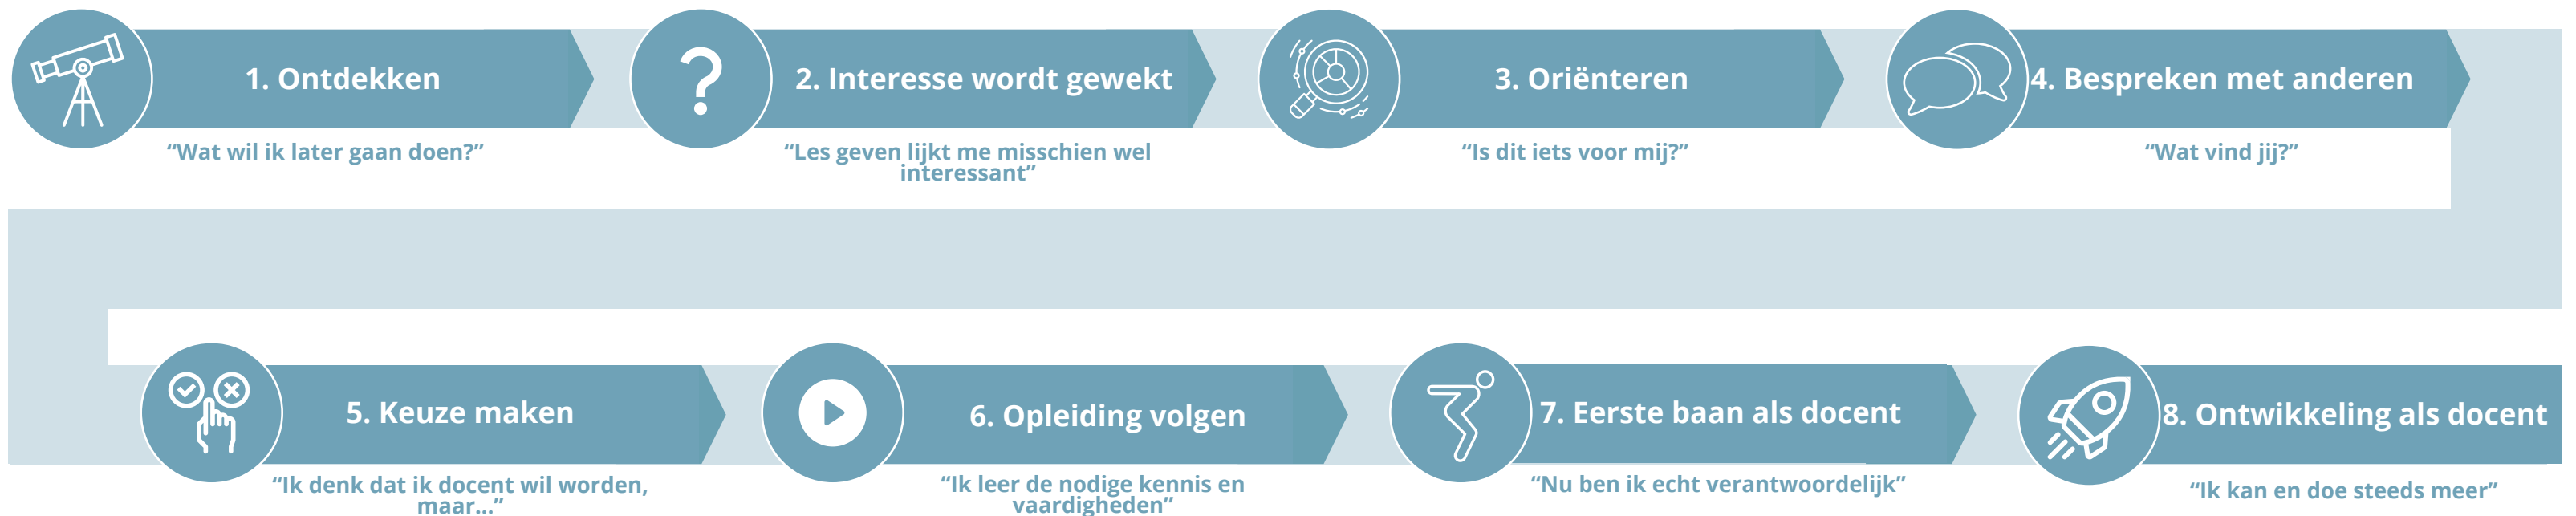 1. Ontdekken
“Wat wil ik later gaan doen?”
2. Interesse wordt gewekt
“Les geven lijkt me misschien wel
interessant”
3. Oriënteren
“Is dit iets voor mij?”
4. Bespreken met anderen
“Wat vind jij?”
5. Keuze maken
“Ik denk dat ik docent wil worden,
maar...”
6. Opleiding volgen
“Ik leer de nodige kennis en
vaardigheden”
7. Eerste baan als docent
“Nu ben ik echt verantwoordelijk”
8. Ontwikkeling als docent
“Ik kan en doe steeds meer”